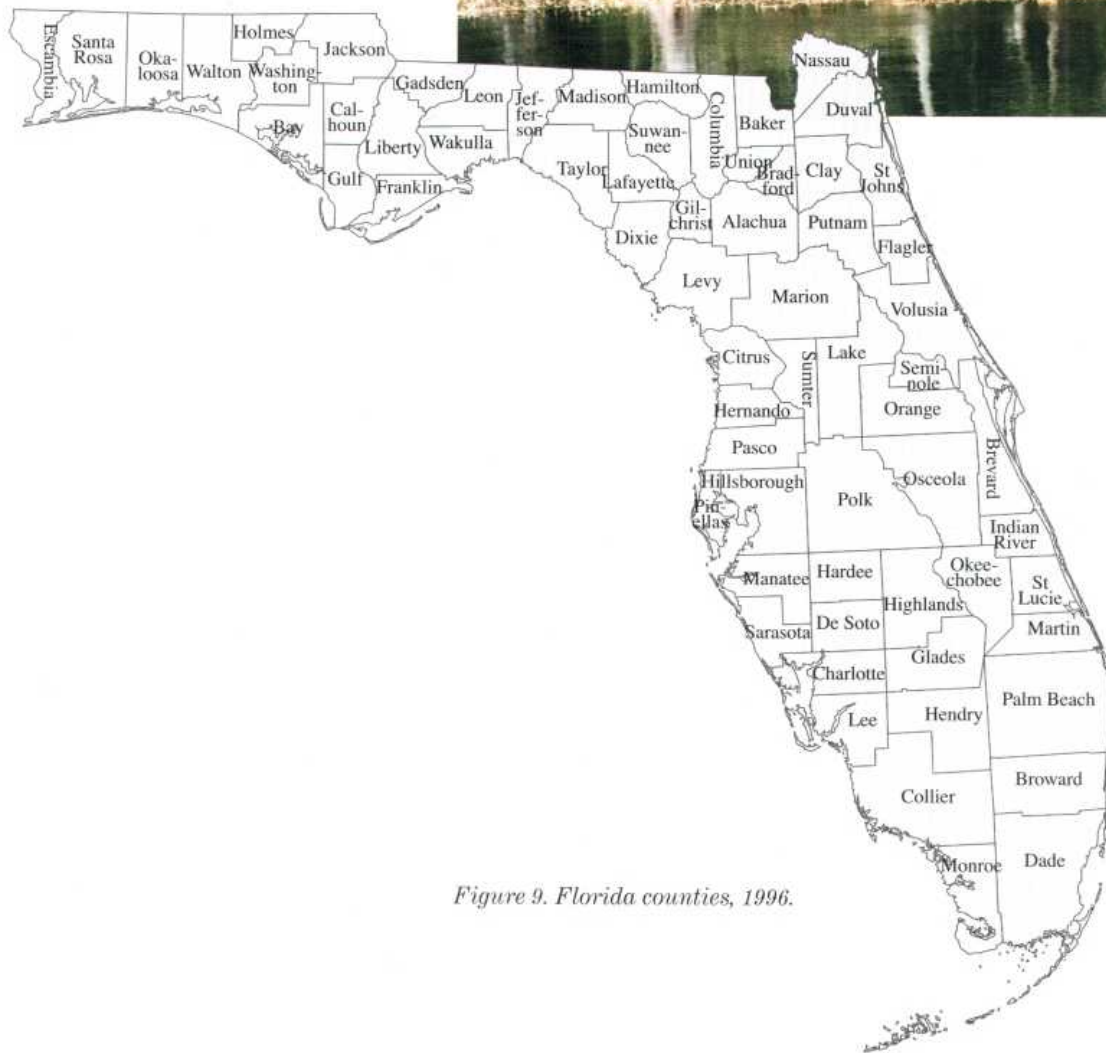 Escambia
Santa
Rosa
Oka-
loosa
Walton
Holmes
Washing-
ton
Jackson
Bay
Cal-
houn
Gulf
Gadsden
Liberty
Franklin
Leon
Wakulla
Jef-
fer-
son
Madison
Taylor
Hamilton
Suwan-
nee
Lafayette
Dixie
Columbia
Gil-
christ
Baker
Union
Brad-
ford
Alachua
Nassau
Duval
Clay
St
Johns
Putnam
Flagler
Levy
Marion
Volusia
Citrus
Sumter
Lake
Semi-
nole
Orange
Hernando
Pasco
Hillsborough
Pin-
ellas
Polk
Osceola
Brevard
Indian
River
Manatee
Hardee
Highlands
Okee-
chobee
St
Lucie
Sarasota
De Soto
Martin
Charlotte
Glades
Lee
Hendry
Palm Beach
Collier
Broward
Monroe
Dade
Figure 9. Florida counties, 1996.